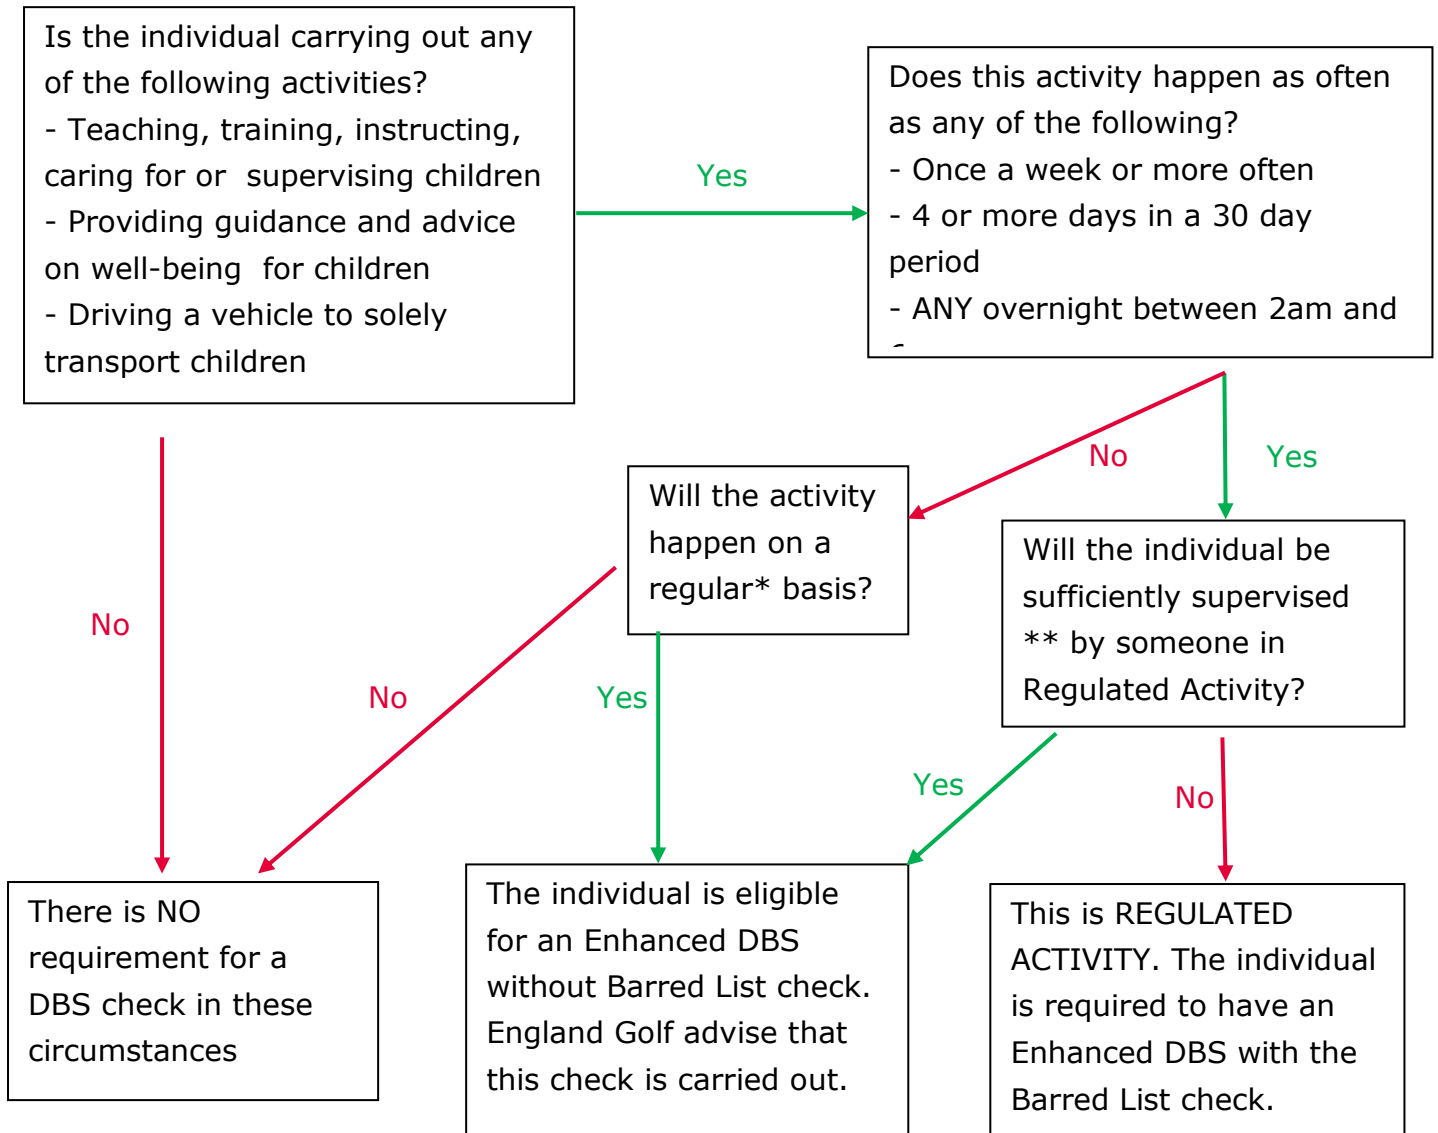 Is the individual carrying out any
of the following activities?
- Teaching, training, instructing,
caring for or  supervising children
- Providing guidance and advice
on well-being  for children
- Driving a vehicle to solely
transport children
Yes
Does this activity happen as often
as any of the following?
- Once a week or more often
- 4 or more days in a 30 day
period
- ANY overnight between 2am and
No
Yes
Will the activity
happen on a
regular* basis?
Will the individual be
sufficiently supervised
** by someone in
Regulated Activity?
No
No
Yes
Yes
No
There is NO
requirement for a
DBS check in these
circumstances
The individual is eligible
for an Enhanced DBS
without Barred List check.
England Golf advise that
this check is carried out.
This is REGULATED
ACTIVITY. The individual
is required to have an
Enhanced DBS with the
Barred List check.